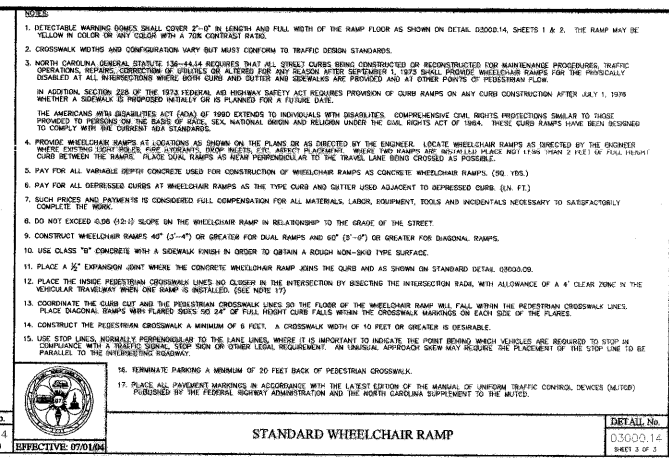 NOTES:
1. DETECTABLE WARNING DOMES SHALL COVER 2'-0" IN LENGTH AND FULL WIDTH OF THE RAMP FLOOR AS SHOWN ON DETAIL 03000.14, SHEETS 1 & 2. THE RAMP MAY BE
YELLOW IN COLOR OR ANY COLOR WITH A 70% CONTRAST RATIO.
2. CROSSWALK WIDTHS AND CONFIGURATION VARY BUT MUST CONFORM TO TRAFFIC DESIGN STANDARDS.
3. NORTH CAROLINA GENERAL STATUTE 136-44.14 REQUIRES THAT ALL STREET CURBS BEING CONSTRUCTED OR RECONSTRUCTED FOR MAINTENANCE PROCEDURES, TRAFFIC
OPERATIONS, REPAIRS, CORRECTION OF UTILITIES OR ALTERED FOR ANY REASON AFTER SEPTEMBER 1, 1973 SHALL PROVIDE WHEELCHAIR RAMPS FOR THE PHYSICALLY
DISABLED AT ALL INTERSECTIONS WHERE BOTH CURB AND GUTTER AND SIDEWALKS ARE PROVIDED AND AT OTHER POINTS OF PEDESTRIAN FLOW.
IN ADDITION, SECTION 228 OF THE 1973 FEDERAL AID HIGHWAY SAFETY ACT REQUIRES PROVISION OF CURB RAMPS ON ANY CURB CONSTRUCTION AFTER JULY 1, 1976
WHETHER A SIDEWALK IS PROPOSED INITIALLY OR IS PLANNED FOR A FUTURE DATE.
THE AMERICANS WITH DISABILITIES ACT (ADA) OF 1990 EXTENDS TO INDIVIDUALS WITH DISABILITIES. COMPREHENSIVE CIVIL RIGHTS PROTECTIONS SIMILAR TO THOSE
PROVIDED TO PERSONS ON THE BASIS OF RACE, SEX, NATIONAL ORIGIN AND RELIGION UNDER THE CIVIL RIGHTS ACT OF 1964. THESE CURB RAMPS HAVE BEEN DESIGNED
TO COMPLY WITH THE CURRENT ADA STANDARDS.
4. PROVIDE WHEELCHAIR RAMPS AT LOCATIONS AS SHOWN ON THE PLANS OR AS DIRECTED BY THE ENGINEER. LOCATE WHEELCHAIR RAMPS AS DIRECTED BY THE ENGINEER
WHERE EXISTING LIGHT POLES, FIRE HYDRANTS, DROP INLETS, ETC. AFFECT PLACEMENT. WHERE TWO RAMPS ARE INSTALLED PLACE NOT LESS THAN 2 FEET OF FULL HEIGHT
CURB BETWEEN THE RAMPS. PLACE DUAL RAMPS AS NEAR PERPENDICULAR TO THE TRAVEL LANE BEING CROSSED AS POSSIBLE.
5. PAY FOR ALL VARIABLE DEPTH CONCRETE USED FOR CONSTRUCTION OF WHEELCHAIR RAMPS AS CONCRETE WHEELCHAIR RAMPS. (SQ. YDS.)
6. PAY FOR ALL DEPRESSED CURBS AT WHEELCHAIR RAMPS AS THE TYPE CURB AND GUTTER USED ADJACENT TO DEPRESSED CURB. (LN. FT.)
7. SUCH PRICES AND PAYMENTS IS CONSIDERED FULL COMPENSATION FOR ALL MATERIALS, LABOR, EQUIPMENT, TOOLS AND INCIDENTALS NECESSARY TO SATISFACTORILY
COMPLETE THE WORK.
8. DO NOT EXCEED 0.08 (12:1) SLOPE ON THE WHEELCHAIR RAMP IN RELATIONSHIP TO THE GRADE OF THE STREET.
9. CONSTRUCT WHEELCHAIR RAMPS 40" (3'-4") OR GREATER FOR DUAL RAMPS AND 60" (5'-0") OR GREATER FOR DIAGONAL RAMPS.
10. USE CLASS "B" CONCRETE WITH A SIDEWALK FINISH IN ORDER TO OBTAIN A ROUGH NON-SKID TYPE SURFACE.
11. PLACE A ½" EXPANSION JOINT WHERE THE CONCRETE WHEELCHAIR RAMP JOINS THE CURB AND AS SHOWN ON STANDARD DETAIL 03000.09.
12. PLACE THE INSIDE PEDESTRIAN CROSSWALK LINES NO CLOSER IN THE INTERSECTION BY BISECTING THE INTERSECTION RADII, WITH ALLOWANCE OF A 4' CLEAR ZONE IN THE
VEHICULAR TRAVELWAY WHEN ONE RAMP IS INSTALLED. (SEE NOTE 17)
13. COORDINATE THE CURB CUT AND THE PEDESTRIAN CROSSWALK LINES SO THE FLOOR OF THE WHEELCHAIR RAMP WILL FALL WITHIN THE PEDESTRIAN CROSSWALK LINES.
PLACE DIAGONAL RAMPS WITH FLARED SIDES SO 24" OF FULL HEIGHT CURB FALLS WITHIN THE CROSSWALK MARKINGS ON EACH SIDE OF THE FLARES.
14. CONSTRUCT THE PEDESTRIAN CROSSWALK A MINIMUM OF 6 FEET. A CROSSWALK WIDTH OF 10 FEET OR GREATER IS DESIRABLE.
15. USE STOP LINES, NORMALLY PERPENDICULAR TO THE LANE LINES, WHERE IT IS IMPORTANT TO INDICATE THE POINT BEHIND WHICH VEHICLES ARE REQUIRED TO STOP IN
COMPLIANCE WITH A TRAFFIC SIGNAL, STOP SIGN OR OTHER LEGAL REQUIREMENT. AN UNUSUAL APPROACH SKEW MAY REQUIRE THE PLACEMENT OF THE STOP LINE TO BE
PARALLEL TO THE INTERSECTING ROADWAY.
16. TERMINATE PARKING A MINIMUM OF 20 FEET BACK OF PEDESTRIAN CROSSWALK.
17. PLACE ALL PAVEMENT MARKINGS IN ACCORDANCE WITH THE LATEST EDITION OF THE MANUAL OF UNIFORM TRAFFIC CONTROL DEVICES (MUTCD)
PUBLISHED BY THE FEDERAL HIGHWAY ADMINISTRATION AND THE NORTH CAROLINA SUPPLEMENT TO THE MUTCD.
EFFECTIVE: 07/01/04
STANDARD WHEELCHAIR RAMP
DETAIL No.
03000.14
SHEET 3 OF 3